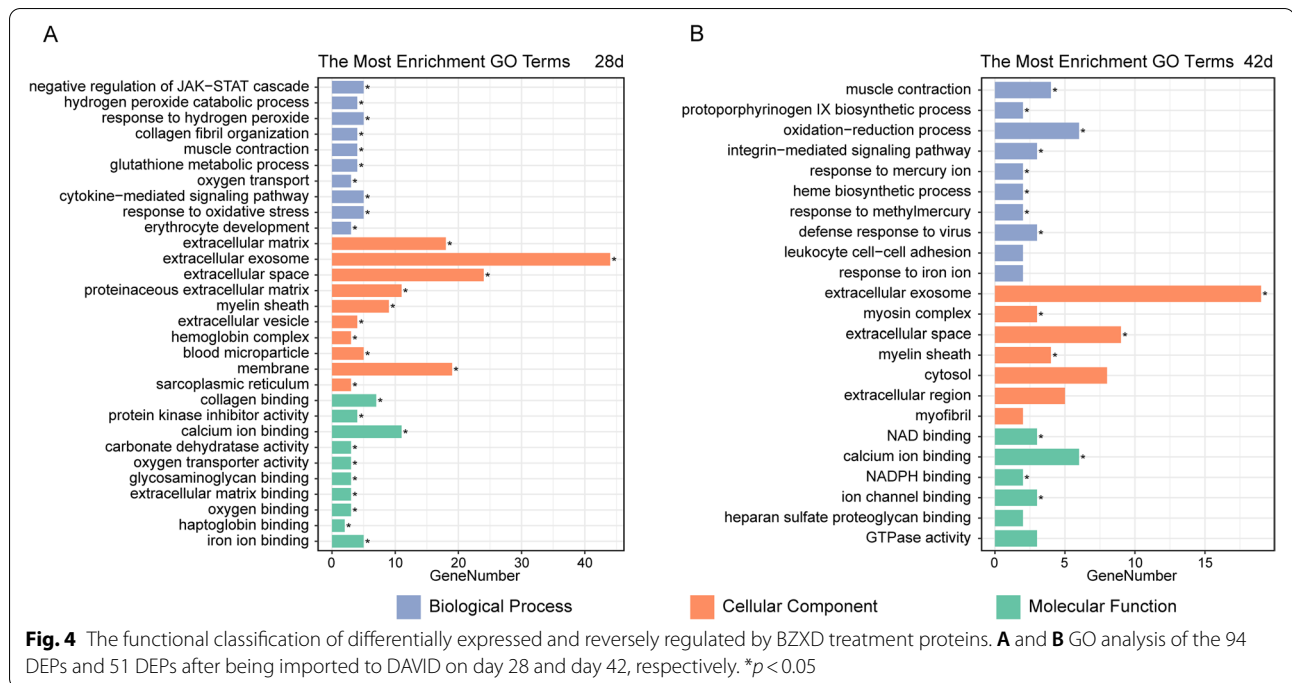 A
The Most Enrichment GO Terms 28d
negative regulation of JAK−STAT cascade
hydrogen peroxide catabolic process
response to hydrogen peroxide
collagen fibril organization
muscle contraction
glutathione metabolic process
oxygen transport
cytokine−mediated signaling pathway
response to oxidative stress
erythrocyte development
extracellular matrix
extracellular exosome
extracellular space
proteinaceous extracellular matrix
myelin sheath
extracellular vesicle
hemoglobin complex
blood microparticle
membrane
sarcoplasmic reticulum
collagen binding
protein kinase inhibitor activity
calcium ion binding
carbonate dehydratase activity
oxygen transporter activity
glycosaminoglycan binding
extracellular matrix binding
oxygen binding
haptoglobin binding
iron ion binding
0 10 20 30 40
GeneNumber
B
The Most Enrichment GO Terms 42d
muscle contraction
protoporphyrinogen IX biosynthetic process
oxidation−reduction process
integrin−mediated signaling pathway
response to mercury ion
heme biosynthetic process
response to methylmercury
defense response to virus
leukocyte cell−cell adhesion
response to iron ion
extracellular exosome
myosin complex
extracellular space
myelin sheath
cytosol
extracellular region
myofibril
NAD binding
calcium ion binding
NADPH binding
ion channel binding
heparan sulfate proteoglycan binding
GTPase activity
0 5 10 15
GeneNumber
Biological Process Cellular Component Molecular Function
Fig. 4 The functional classification of differentially expressed and reversely regulated by BZXD treatment proteins. A and B GO analysis of the 94
DEPs and 51 DEPs after being imported to DAVID on day 28 and day 42, respectively. *p < 0.05